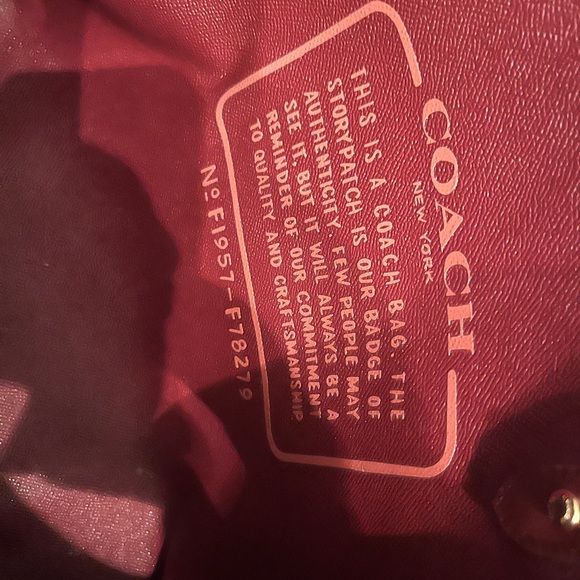 COACH
NEW YORK
THIS IS A COACH BAG. THE
STORYPATCH IS OUR BADGE OF
AUTHENTICITY. FEW PEOPLE MAY
SEE IT, BUT IT WILL ALWAYS BE A
REMINDER OF OUR COMMITMENT
TO QUALITY AND CRAFTSMANSHIP
Nº F1957-F78279